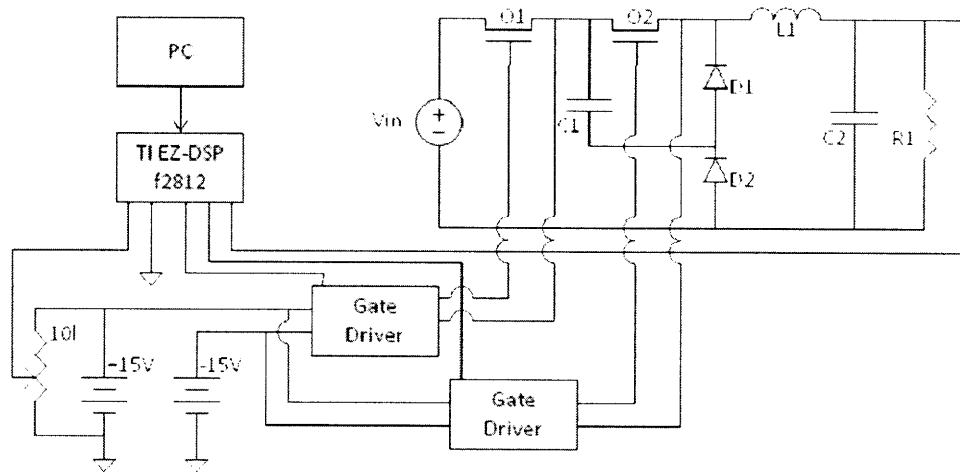 Q1
Q2
PC
L1
D1
Vin
C1
C2
R1
TI EZ-DSP
f2812
D2
Gate
Driver
-15V
-15V
Gate
Driver